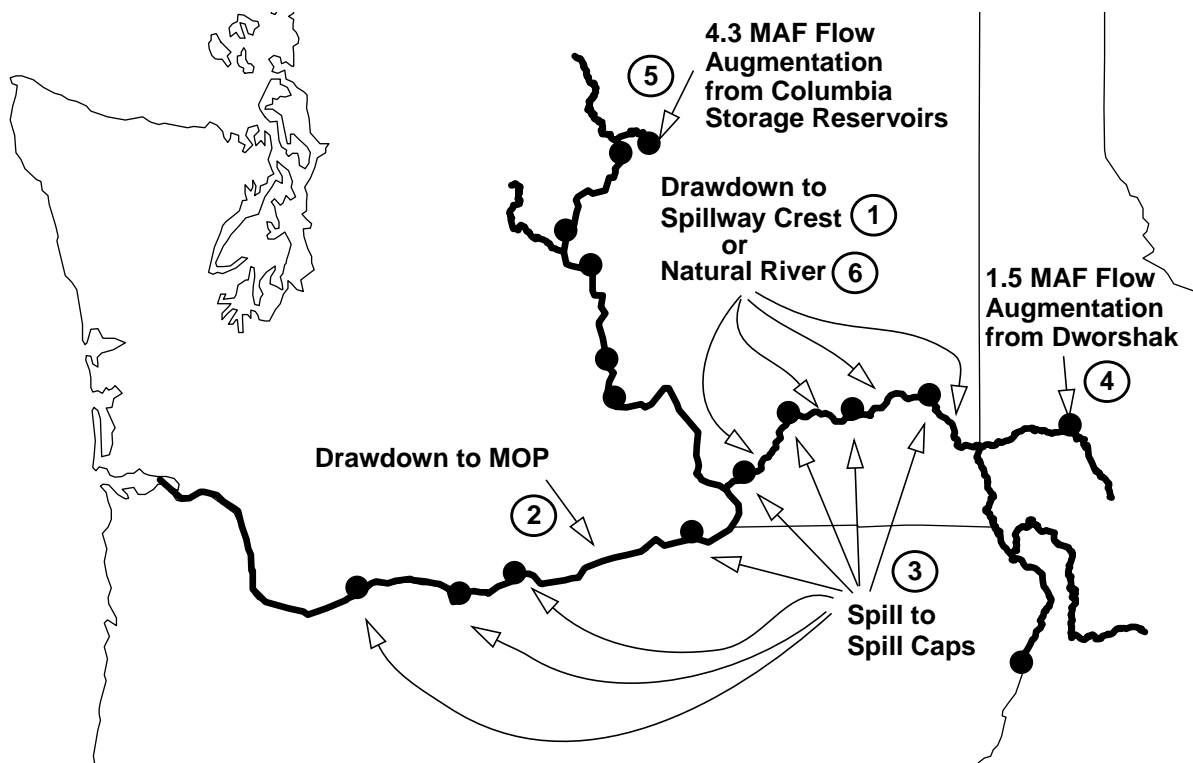 4.3 MAF Flow
Augmentation
from Columbia
Storage Reservoirs
5
Drawdown to
Spillway Crest 1
or
Natural River 6
1.5 MAF Flow
Augmentation
from Dworshak
4
Drawdown to MOP
2
3
Spill to
Spill Caps